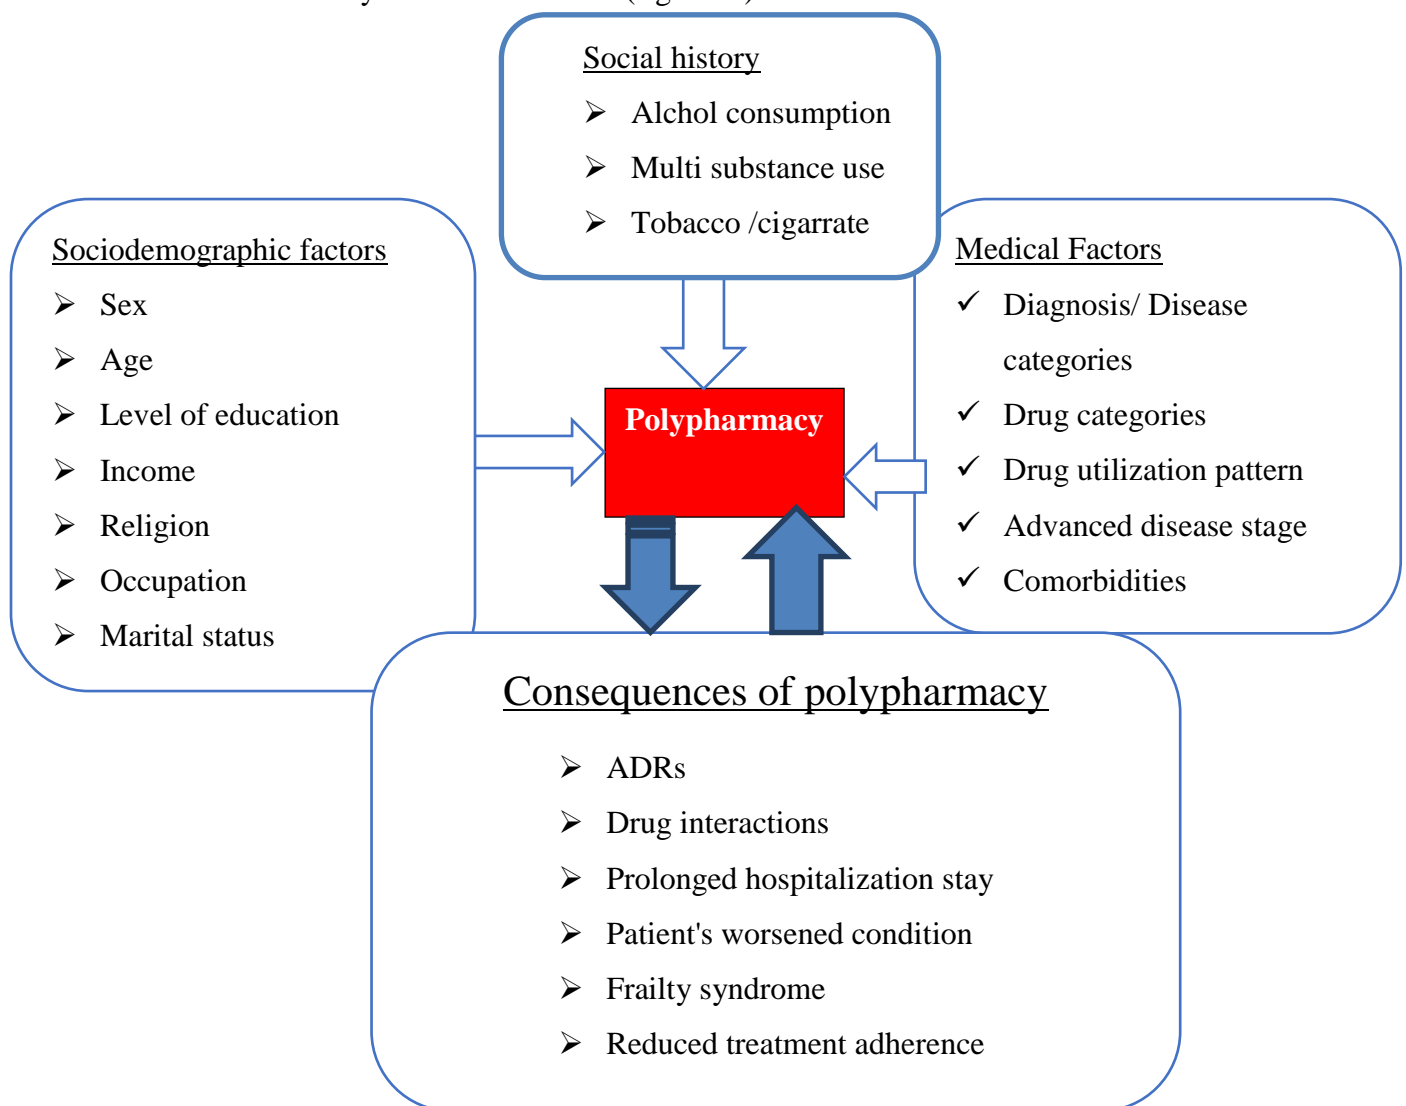 Social history
➢ Alchol consumption
➢ Multi substance use
➢ Tobacco /cigarrate
Sociodemographic factors
➢ Sex
➢ Age
➢ Level of education
➢ Income
➢ Religion
➢ Occupation
➢ Marital status
Polypharmacy
Medical Factors
✓ Diagnosis/ Disease
categories
✓ Drug categories
✓ Drug utilization pattern
✓ Advanced disease stage
✓ Comorbidities
Consequences of polypharmacy
➢ ADRs
➢ Drug interactions
➢ Prolonged hospitalization stay
➢ Patient's worsened condition
➢ Frailty syndrome
➢ Reduced treatment adherence